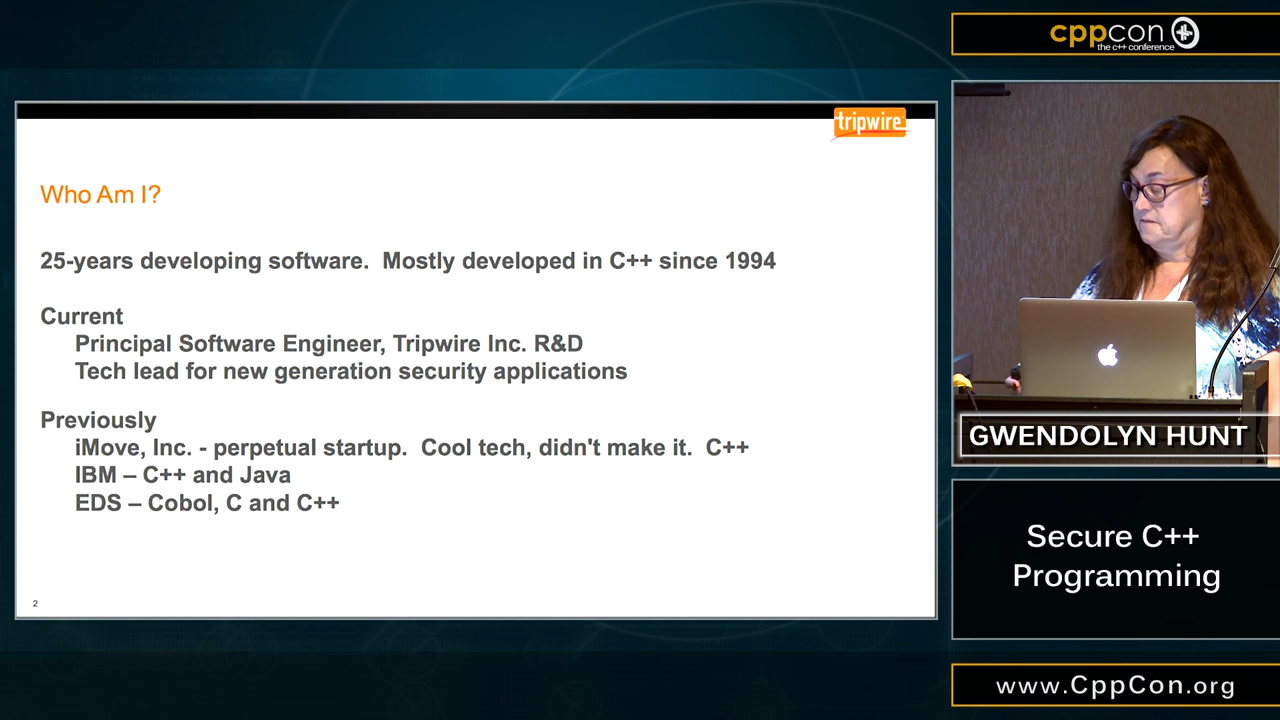 cppcon
the c++ conference
tripwire
Who Am I?
25-years developing software.  Mostly developed in C++ since 1994
Current
Principal Software Engineer, Tripwire Inc. R&D
Tech lead for new generation security applications
Previously
iMove, Inc. - perpetual startup.  Cool tech, didn't make it.  C++
IBM – C++ and Java
EDS – Cobol, C and C++
2
GWENDOLYN HUNT
Secure C++
Programming
www.CppCon.org